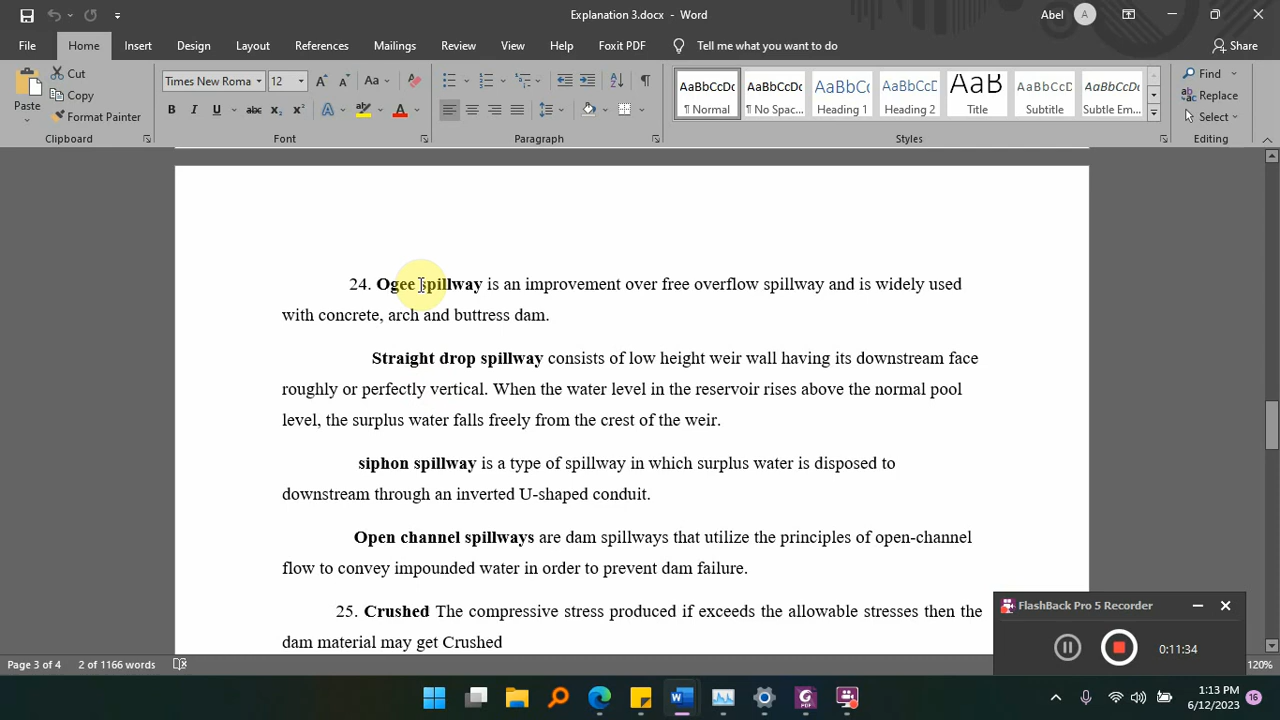 Explanation 3.docx - Word
Abel
A
File Home Insert Design Layout References Mailings Review View Help Foxit PDF Tell me what you want to do Share
Paste
Cut
Copy
Format Painter
Clipboard
Times New Roma 12
Aa
B I U abc x₂ x² A A
Font
Paragraph
AaBbCcDc AaBbCcDc AaBbCcD AaBbCcD AaB AaBbCcD AaBbCcDt
¶ Normal ¶ No Spac... Heading 1 Heading 2 Title Subtitle Subtle Em...
Styles
Find
Replace
Select
Editing
24. Ogee spillway is an improvement over free overflow spillway and is widely used
with concrete, arch and buttress dam.
Straight drop spillway consists of low height weir wall having its downstream face
roughly or perfectly vertical. When the water level in the reservoir rises above the normal pool
level, the surplus water falls freely from the crest of the weir.
siphon spillway is a type of spillway in which surplus water is disposed to
downstream through an inverted U-shaped conduit.
Open channel spillways are dam spillways that utilize the principles of open-channel
flow to convey impounded water in order to prevent dam failure.
25. Crushed The compressive stress produced if exceeds the allowable stresses then the
dam material may get Crushed
FlashBack Pro 5 Recorder
0:11:34
Page 3 of 4 2 of 1166 words
120%
1:13 PM
6/12/2023
16